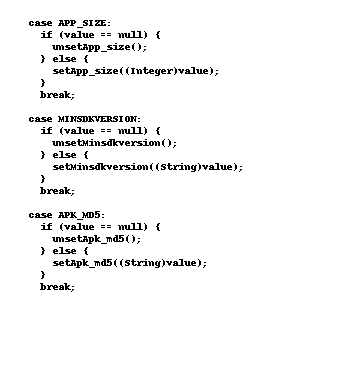 case APP_SIZE:
if (value == null) {
unsetApp_size();
} else {
setApp_size((Integer)value);
}
break;
case MINSDKVERSION:
if (value == null) {
unsetMinsdkversion();
} else {
setMinsdkversion((String)value);
}
break;
case APK_MD5:
if (value == null) {
unsetApk_md5();
} else {
setApk_md5((String)value);
}
break;